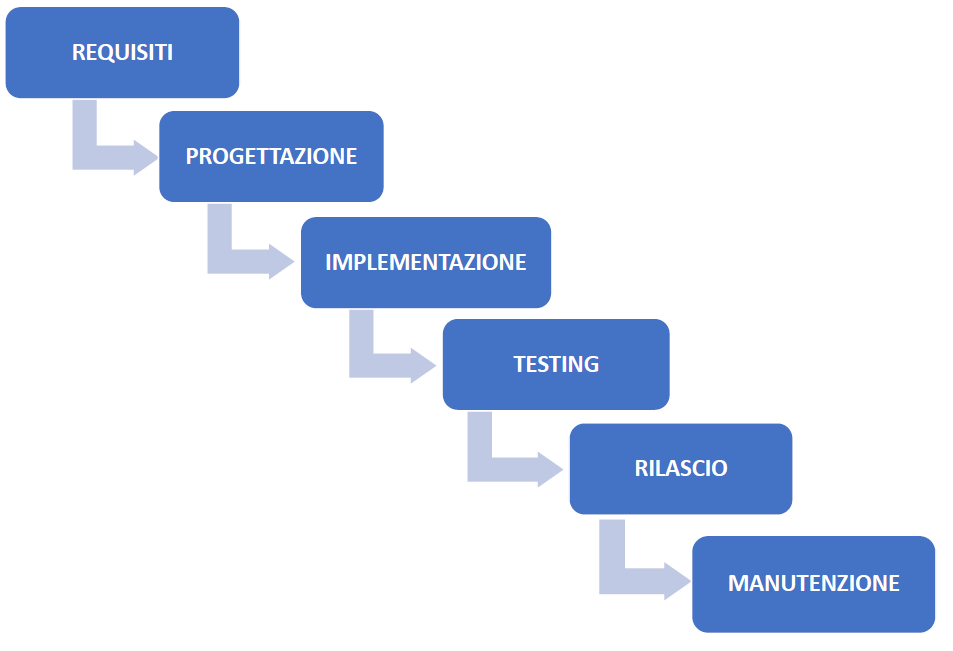 REQUISITI
PROGETTAZIONE
IMPLEMENTAZIONE
TESTING
RILASCIO
MANUTENZIONE